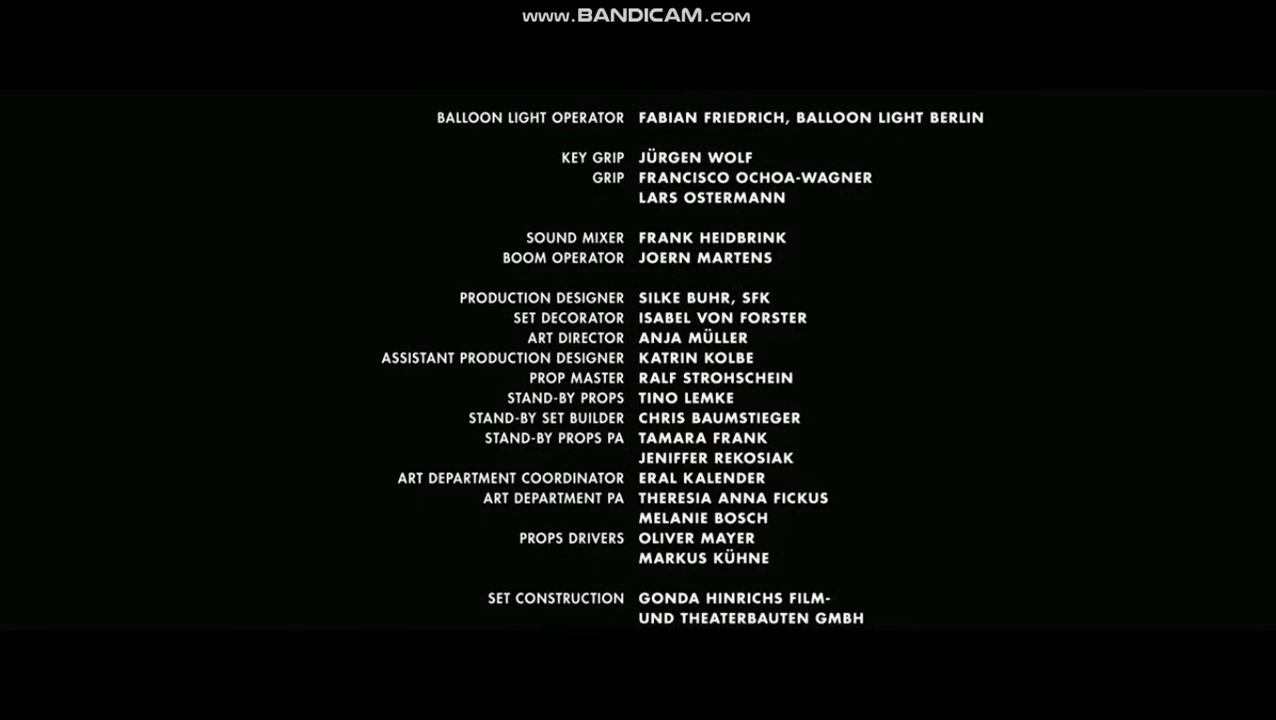 www.BANDICAM.com
BALLOON LIGHT OPERATOR FABIAN FRIEDRICH, BALLOON LIGHT BERLIN
KEY GRIP JÜRGEN WOLF
GRIP FRANCISCO OCHOA-WAGNER
LARS OSTERMANN
SOUND MIXER FRANK HEIDBRINK
BOOM OPERATOR JOERN MARTENS
PRODUCTION DESIGNER SILKE BUHR, SFK
SET DECORATOR ISABEL VON FORSTER
ART DIRECTOR ANJA MÜLLER
ASSISTANT PRODUCTION DESIGNER KATRIN KOLBE
PROP MASTER RALF STROHSCHEIN
STAND-BY PROPS TINO LEMKE
STAND-BY SET BUILDER CHRIS BAUMSTIEGER
STAND-BY PROPS PA TAMARA FRANK
JENIFFER REKOSIAK
ART DEPARTMENT COORDINATOR ERAL KALENDER
ART DEPARTMENT PA THERESIA ANNA FICKUS
MELANIE BOSCH
PROPS DRIVERS OLIVER MAYER
MARKUS KÜHNE
SET CONSTRUCTION GONDA HINRICHS FILM-
UND THEATERBAUTEN GMBH